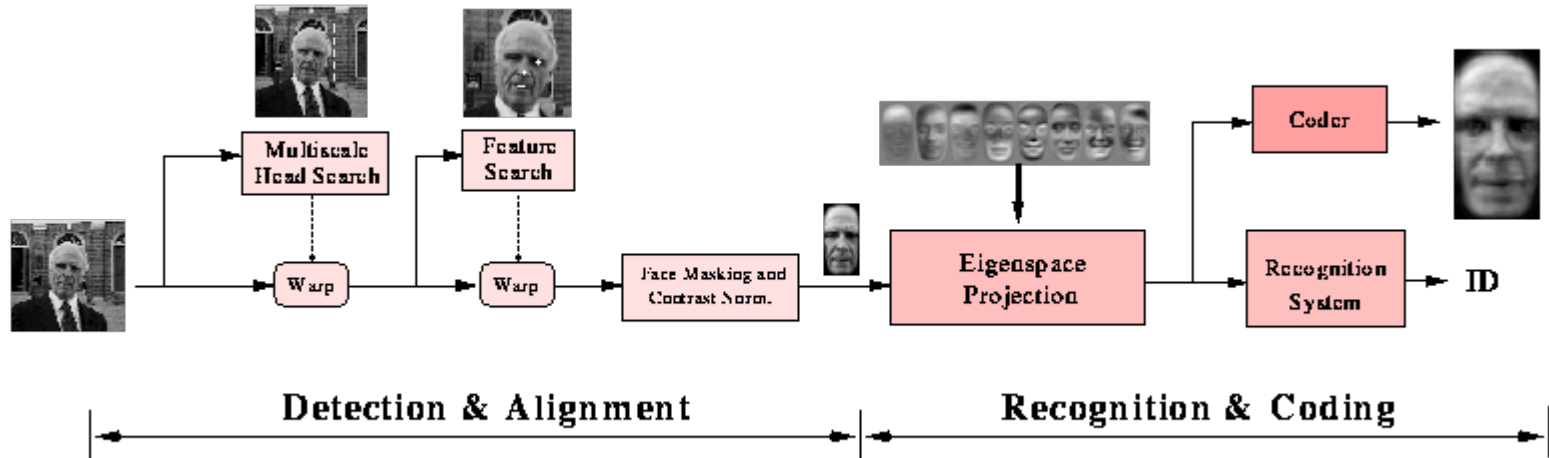 Multiscale
Head Search
Feature
Search
Coder
Warp
Warp
Face Masking and
Contrast Norm.
Eigenspace
Projection
Recognition
System
ID
Detection & Alignment
Recognition & Coding